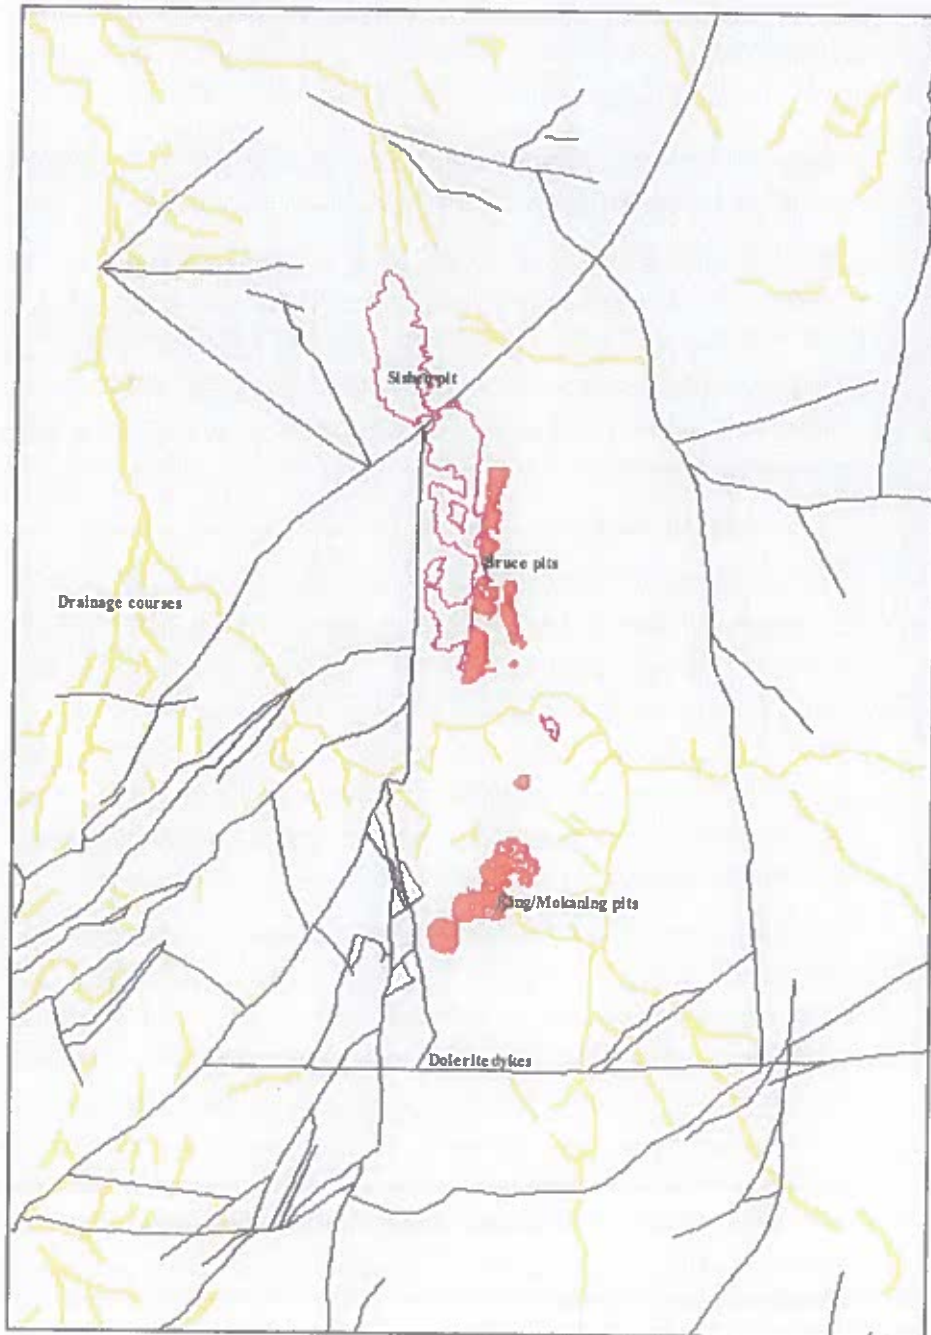 Sishen pit
Bruce pits
Drainage courses
King/Mokaning pits
Dolerite dykes